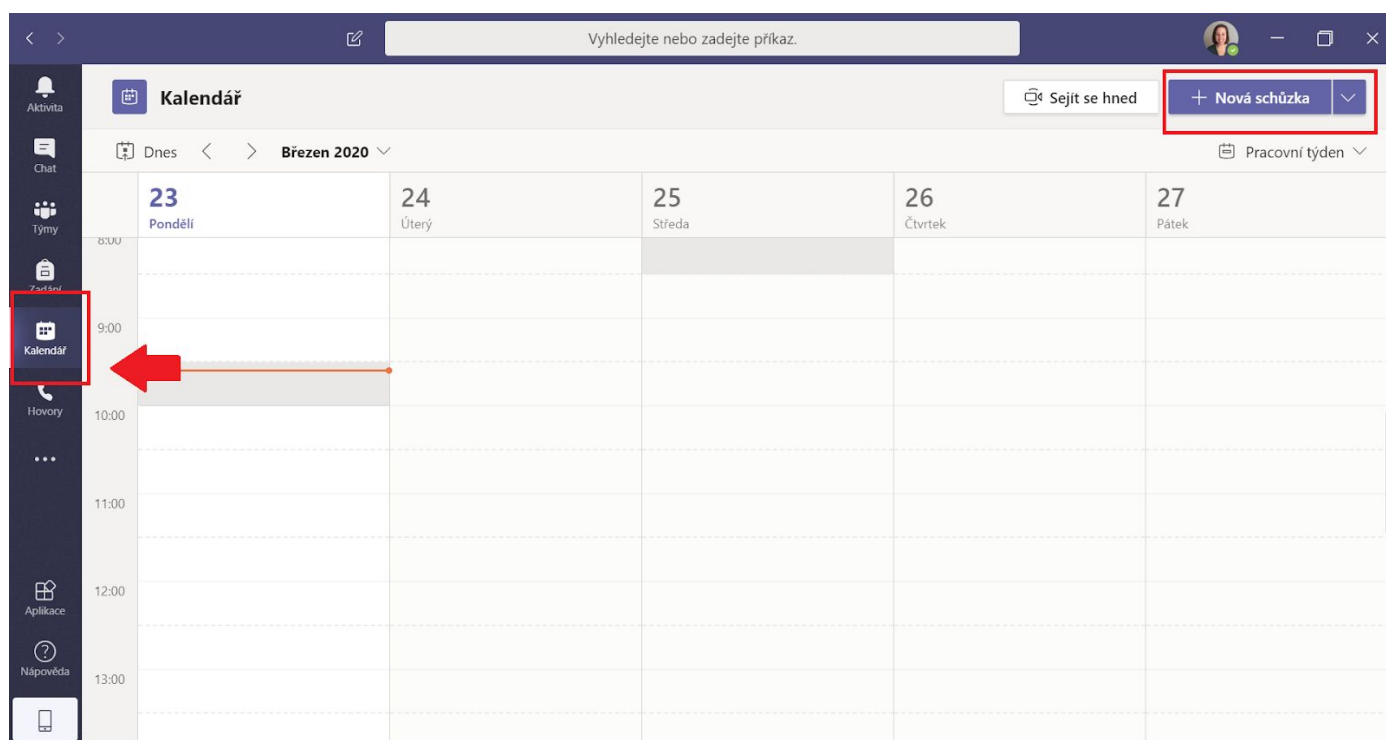 Vyhledejte nebo zadejte příkaz.
Aktivita
Chat
Týmy
Zadání
Kalendář
Hovory
Aplikace
Nápověda
Kalendář
Sejít se hned
+ Nová schůzka
Dnes
Březen 2020
Pracovní týden
23
Pondělí
24
Úterý
25
Středa
26
Čtvrtek
27
Pátek
8:00
9:00
10:00
11:00
12:00
13:00